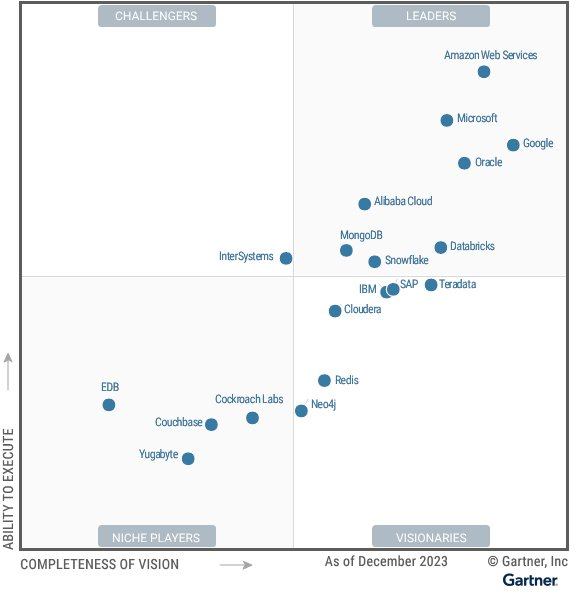 CHALLENGERS
LEADERS
Amazon Web Services
Microsoft
Google
Oracle
Alibaba Cloud
MongoDB
Databricks
InterSystems
Snowflake
IBM
SAP
Teradata
Cloudera
Redis
EDB
Cockroach Labs
Neo4j
Couchbase
Yugabyte
ABILITY TO EXECUTE
NICHE PLAYERS
VISIONARIES
COMPLETENESS OF VISION
As of December 2023
© Gartner, Inc
Gartner